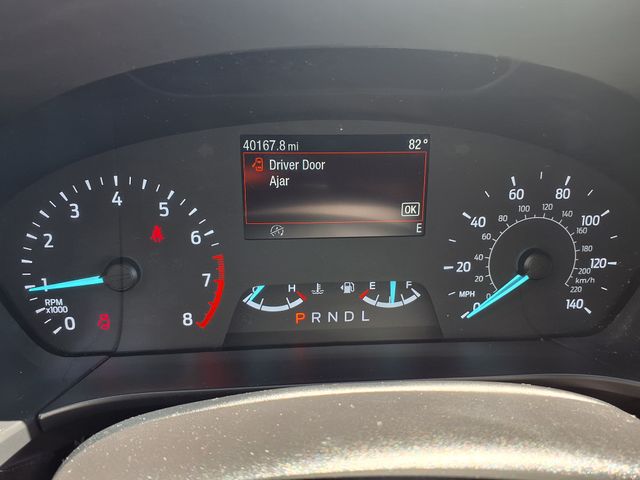 40167.8 mi 82°
Driver Door
Ajar
OK
E
0 1 2 3 4 5 6 7 8
RPM
x1000
C H
E F
P R N D L
0 20 40 60 80 100 120 140
MPH
0 20 40 60 80 100 120 140 160 180 200 220
km/h